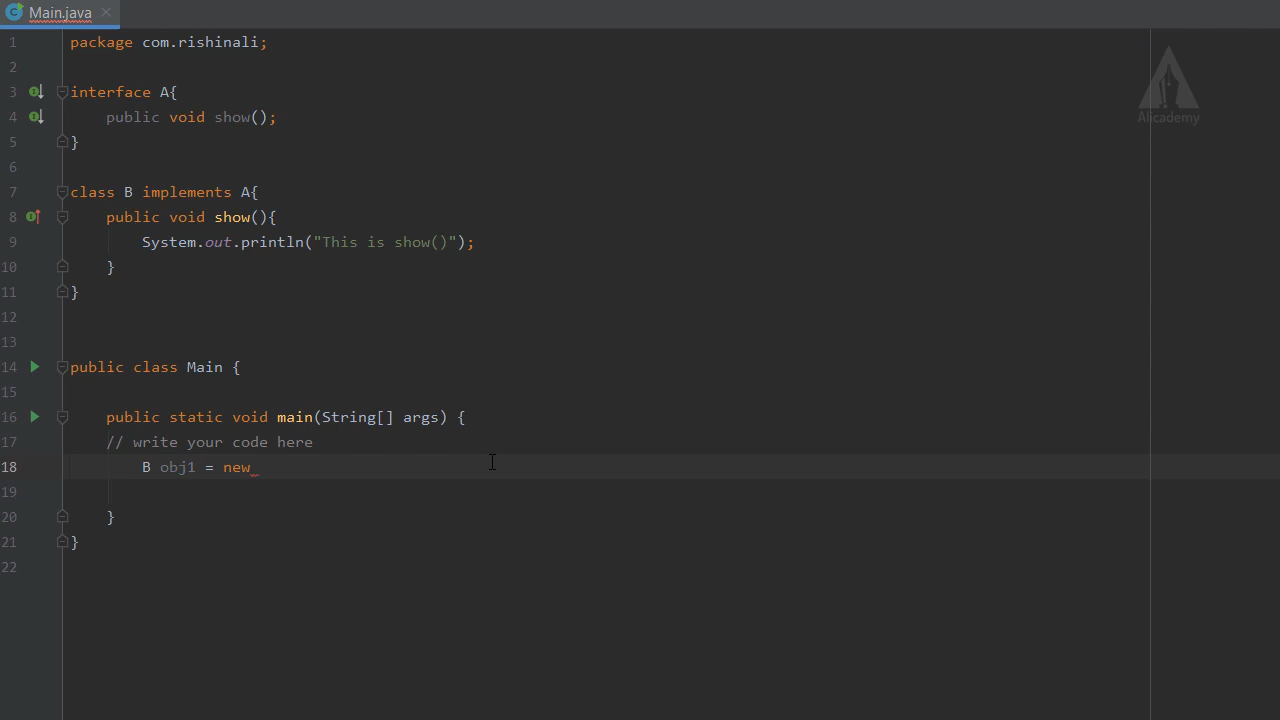 Main.java
1 package com.rishinali;
2
3 interface A{
4     public void show();
5 }
6
7 class B implements A{
8     public void show(){
9         System.out.println("This is show()");
10     }
11 }
12
13
14 public class Main {
15
16     public static void main(String[] args) {
17     // write your code here
18         B obj1 = new
19
20     }
21 }
22
Alicademy